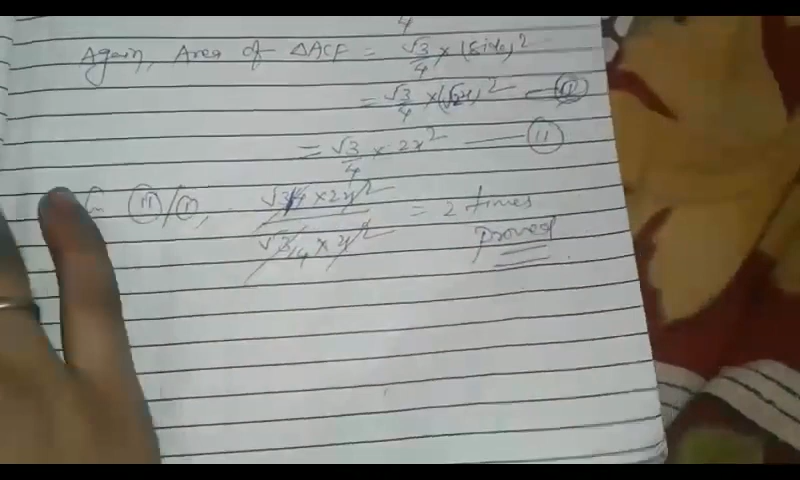 4
Again, Area of ΔACF = √3/4 × (Side)²
= √3/4 × (√2x)² — (II)
= √3/4 × 2x² — (II)
(II)/(I), √3/4 × 2x² / √3/4 × x² = 2 times
Proved